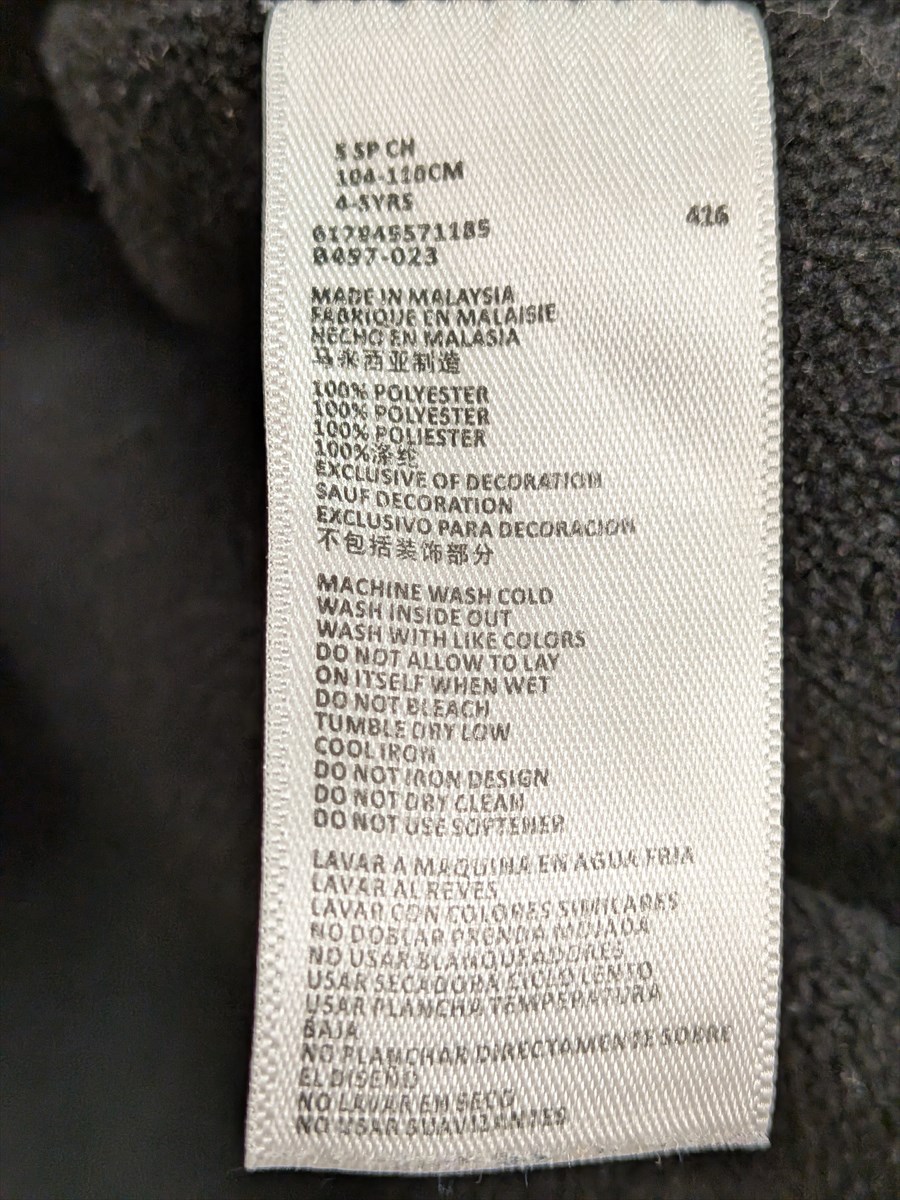 S SP CH
104-110CM
4-5YRS
416
617845571185
8497-023
MADE IN MALAYSIA
FABRIQUE EN MALAISIE
HECHO EN MALASIA
马来西亚制造
100% POLYESTER
100% POLYESTER
100% POLIESTER
100%涤纶
EXCLUSIVE OF DECORATION
SAUF DECORATION
EXCLUSIVO PARA DECORACION
不包括装饰部分
MACHINE WASH COLD
WASH INSIDE OUT
WASH WITH LIKE COLORS
DO NOT ALLOW TO LAY
ON ITSELF WHEN WET
DO NOT BLEACH
TUMBLE DRY LOW
COOL IRON
DO NOT IRON DESIGN
DO NOT DRY CLEAN
DO NOT USE SOFTENER
LAVAR A MAQUINA EN AGUA FRIA
LAVAR AL REVES
LAVAR CON COLORES SIMILARES
NO DOBLAR PRENDA MOJADA
NO USAR BLANQUEADORES
USAR SECADORA CICLO LENTO
USAR PLANCHA TEMPERATURA
BAJA
NO PLANCHAR DIRECTAMENTE SOBRE
EL DISENO
NO LAVAR EN SECO
NO USAR SUAVIZANTES